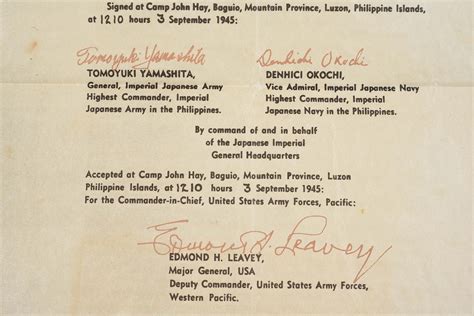 Signed at Camp John Hay, Baguio, Mountain Province, Luzon, Philippine Islands,
at 1210 hours 3 September 1945:
Tomoyuki Yamashita
Denhichi Okochi
TOMOYUKI YAMASHITA,
DENHICI OKOCHI,
General, Imperial Japanese Army
Vice Admiral, Imperial Japanese Navy
Highest Commander, Imperial
Highest Commander, Imperial
Japanese Army in the Philippines.
Japanese Navy in the Philippines.
By command of and in behalf
of the Japanese Imperial
General Headquarters
Accepted at Camp John Hay, Baguio, Mountain Province, Luzon
Philippine Islands, at 1210 hours 3 September 1945:
For the Commander-in-Chief, United States Army Forces, Pacific:
Edmond H. Leavey
EDMOND H. LEAVEY,
Major General, USA
Deputy Commander, United States Army Forces,
Western Pacific.